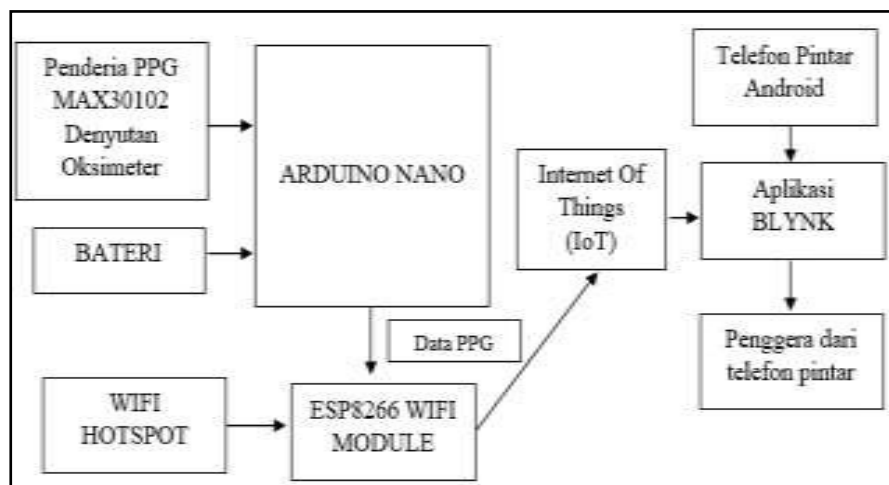 Penderia PPG
MAX30102
Denyutan
Oksimeter
BATERI
ARDUINO NANO
Data PPG
WIFI
HOTSPOT
ESP8266 WIFI
MODULE
Internet Of
Things
(IoT)
Telefon Pintar
Android
Aplikasi
BLYNK
Penggera dari
telefon pintar